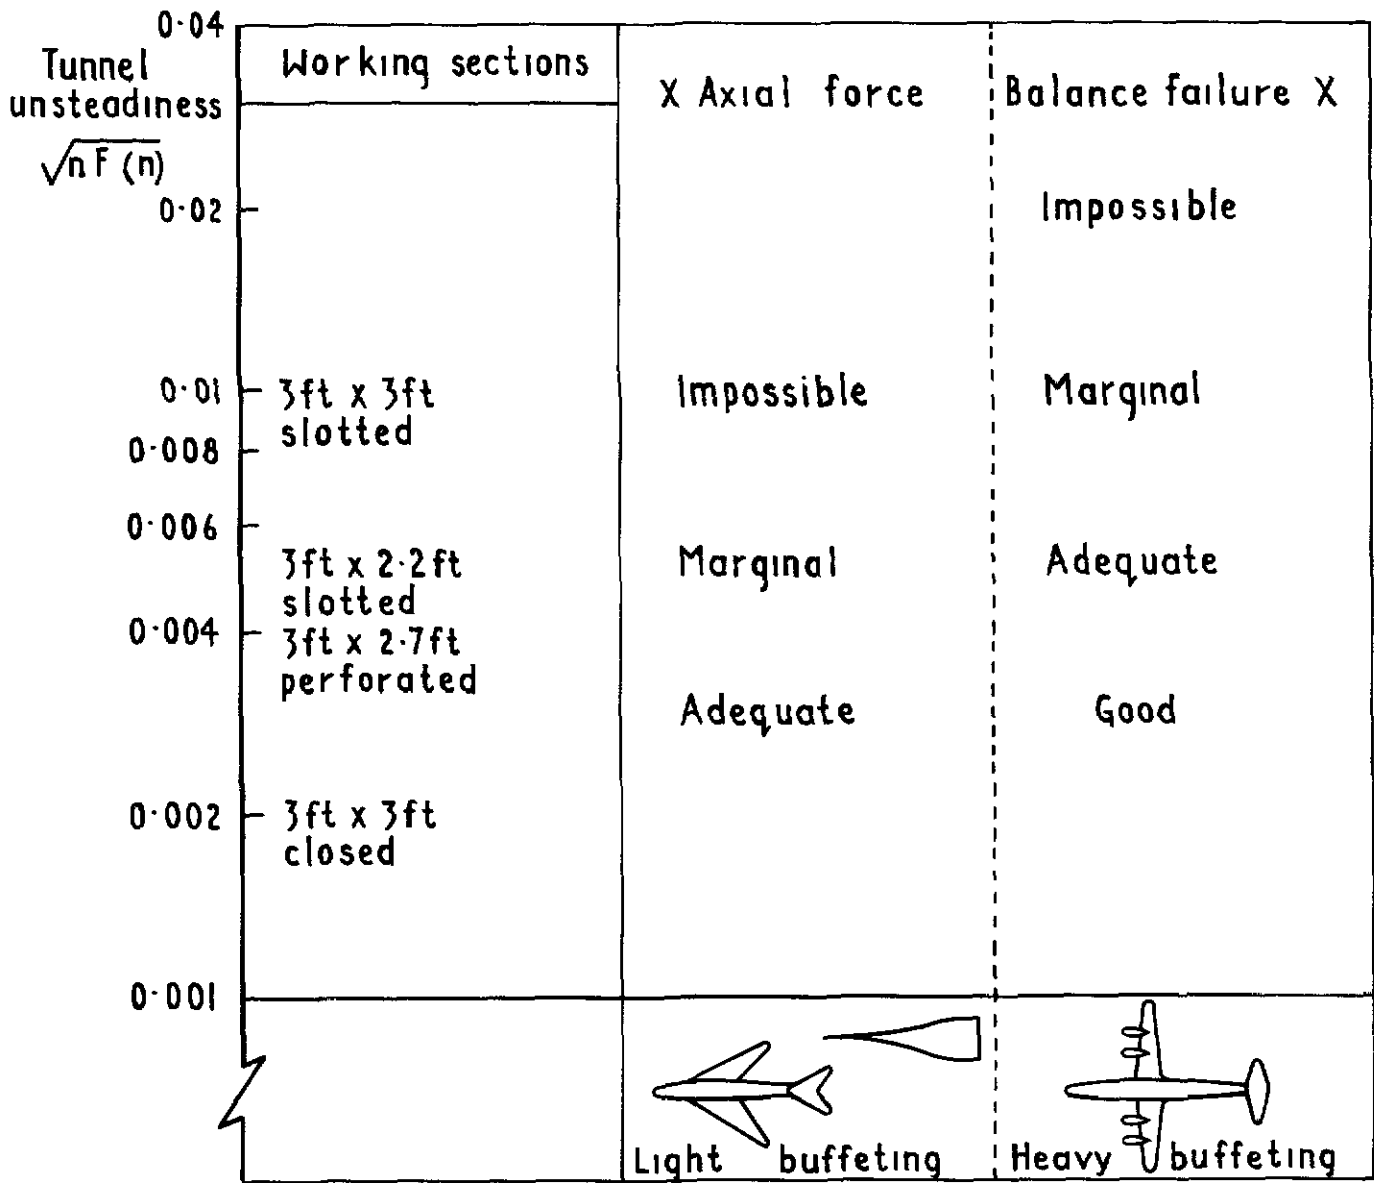 0·04
Tunnel
unsteadiness
√nF(n)
0·02
0·01
0·008
0·006
0·004
0·002
0·001
Working sections
3ft x 3ft
slotted
3ft x 2·2ft
slotted
3ft x 2·7ft
perforated
3ft x 3ft
closed
X Axial force
Impossible
Marginal
Adequate
Light buffeting
Balance failure X
Impossible
Marginal
Adequate
Good
Heavy buffeting